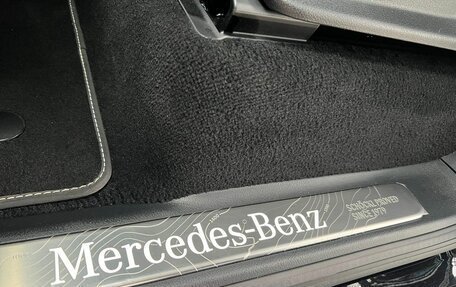 Mercedes-Benz
SCHÖCKL PROVED
SINCE 1979